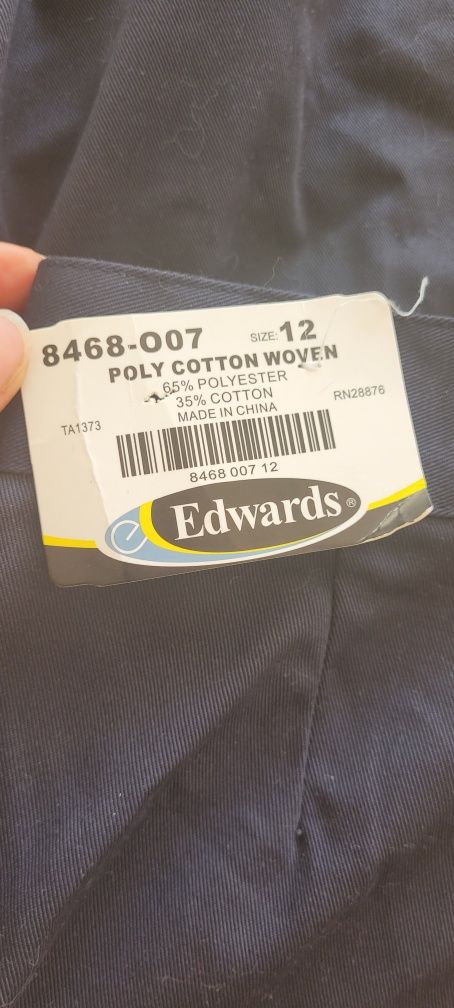 8468-O07 SIZE: 12
POLY COTTON WOVEN
65% POLYESTER
35% COTTON
MADE IN CHINA
TA1373 RN28876
8468 007 12
e Edwards®